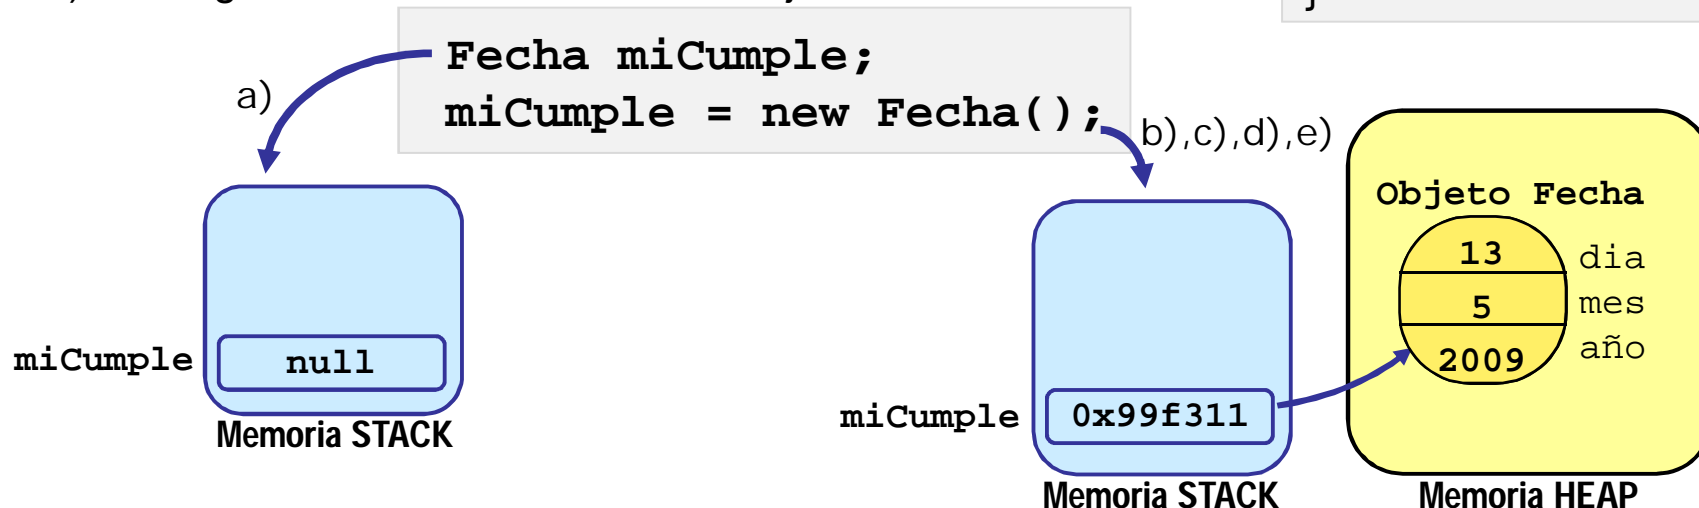 }
Fecha miCumple;
miCumple = new Fecha();
a)
b),c),d),e)
miCumple
null
Memoria STACK
miCumple
0x99f311
Memoria STACK
Objeto Fecha
13 dia
5 mes
2009 año
Memoria HEAP